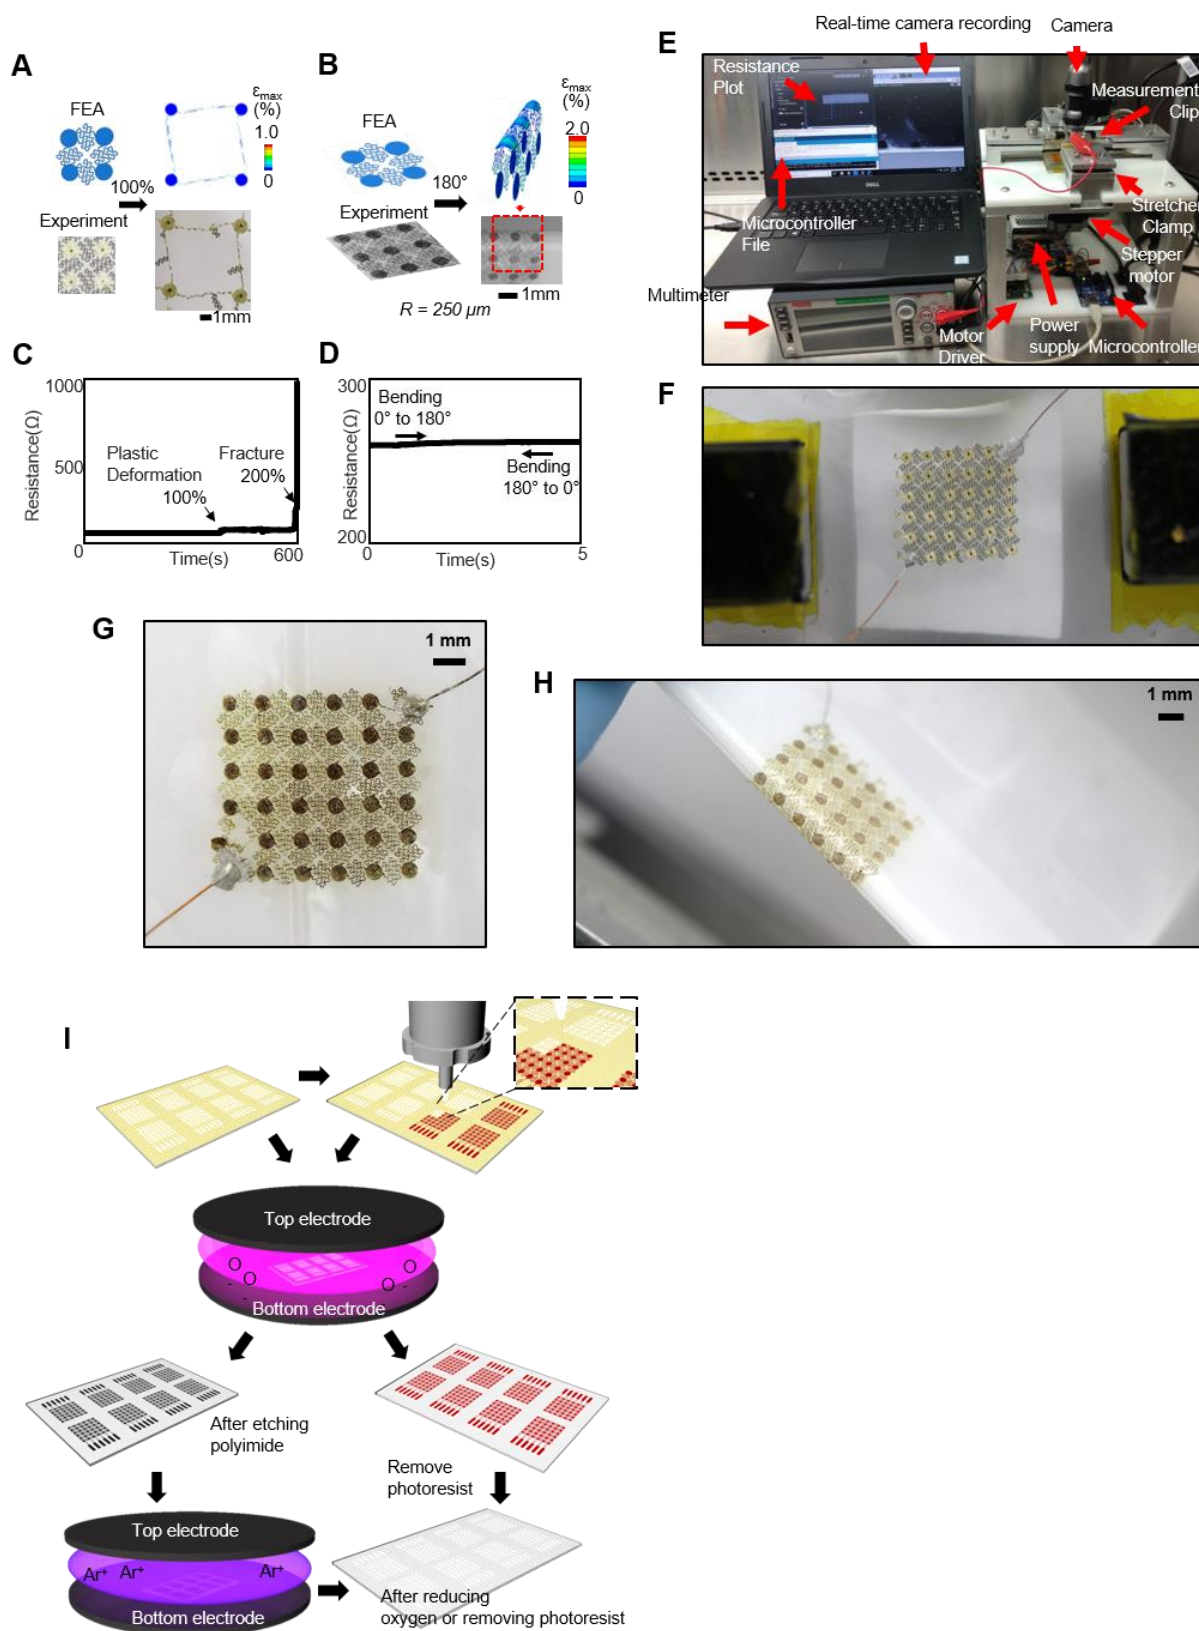 A
FEA
100%
ε max
(%)
1.0
0
Experiment
1mm
B
FEA
180°
ε max
(%)
2.0
0
Experiment
R = 250 μm
1mm
C
1000
500
0
Resistance(Ω)
Plastic
Deformation
100%
Fracture
200%
Time(s)
600
D
300
200
Resistance(Ω)
Bending
0° to 180°
Bending
180° to 0°
0
Time(s)
5
E
Real-time camera recording
Camera
Resistance
Plot
Measurement
Clip
Microcontroller
File
Stretcher
Clamp
Stepper
motor
Multimeter
Motor
Driver
Power
supply
Microcontroller
DELL
F
G
1 mm
H
1 mm
I
Top electrode
O
O
-
-
O
O
-
-
Bottom electrode
After etching
polyimide
Remove
photoresist
Top electrode
Ar⁺
Ar⁺
Ar⁺
Bottom electrode
After reducing
oxygen or removing photoresist